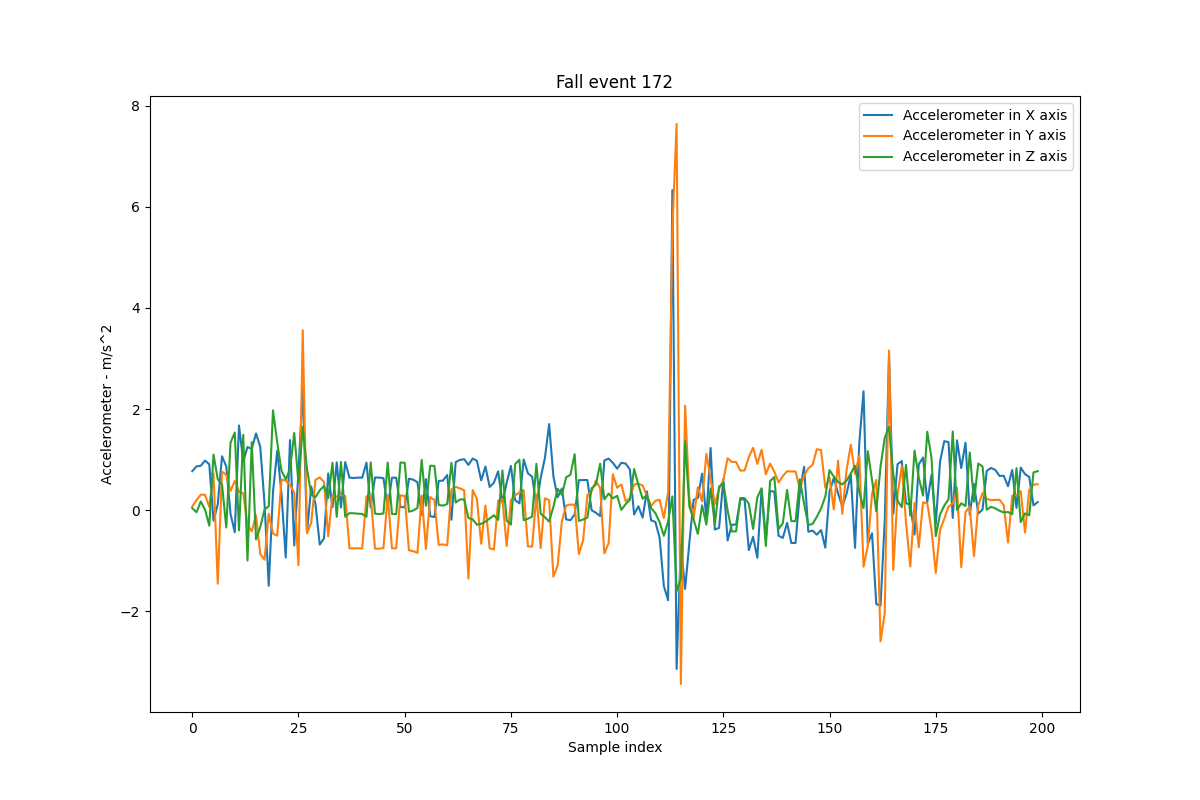 Fall event 172
Accelerometer in X axis
Accelerometer in Y axis
Accelerometer in Z axis
Accelerometer - m/s^2
8
6
4
2
0
−2
0 25 50 75 100 125 150 175 200
Sample index